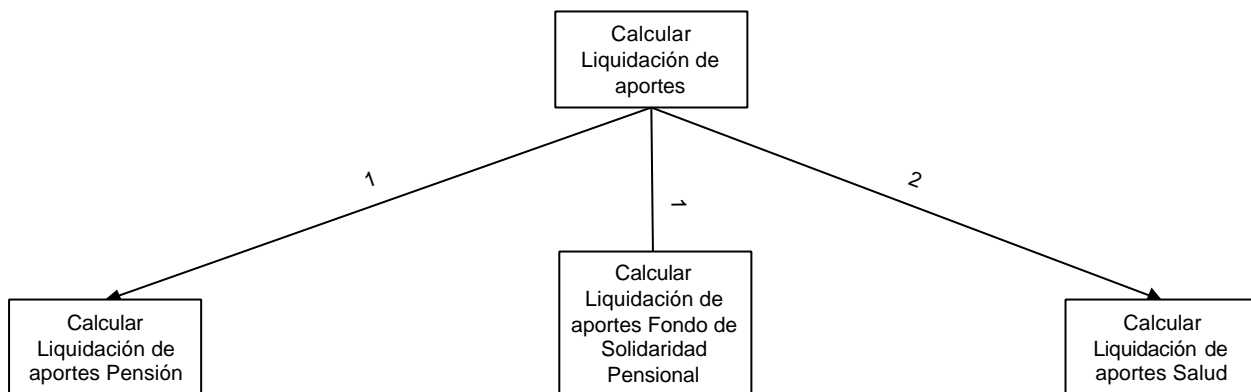 Calcular
Liquidación de
aportes
1
1
2
Calcular
Liquidación de
aportes Pensión
Calcular
Liquidación de
aportes Fondo de
Solidaridad
Pensional
Calcular
Liquidación de
aportes Salud